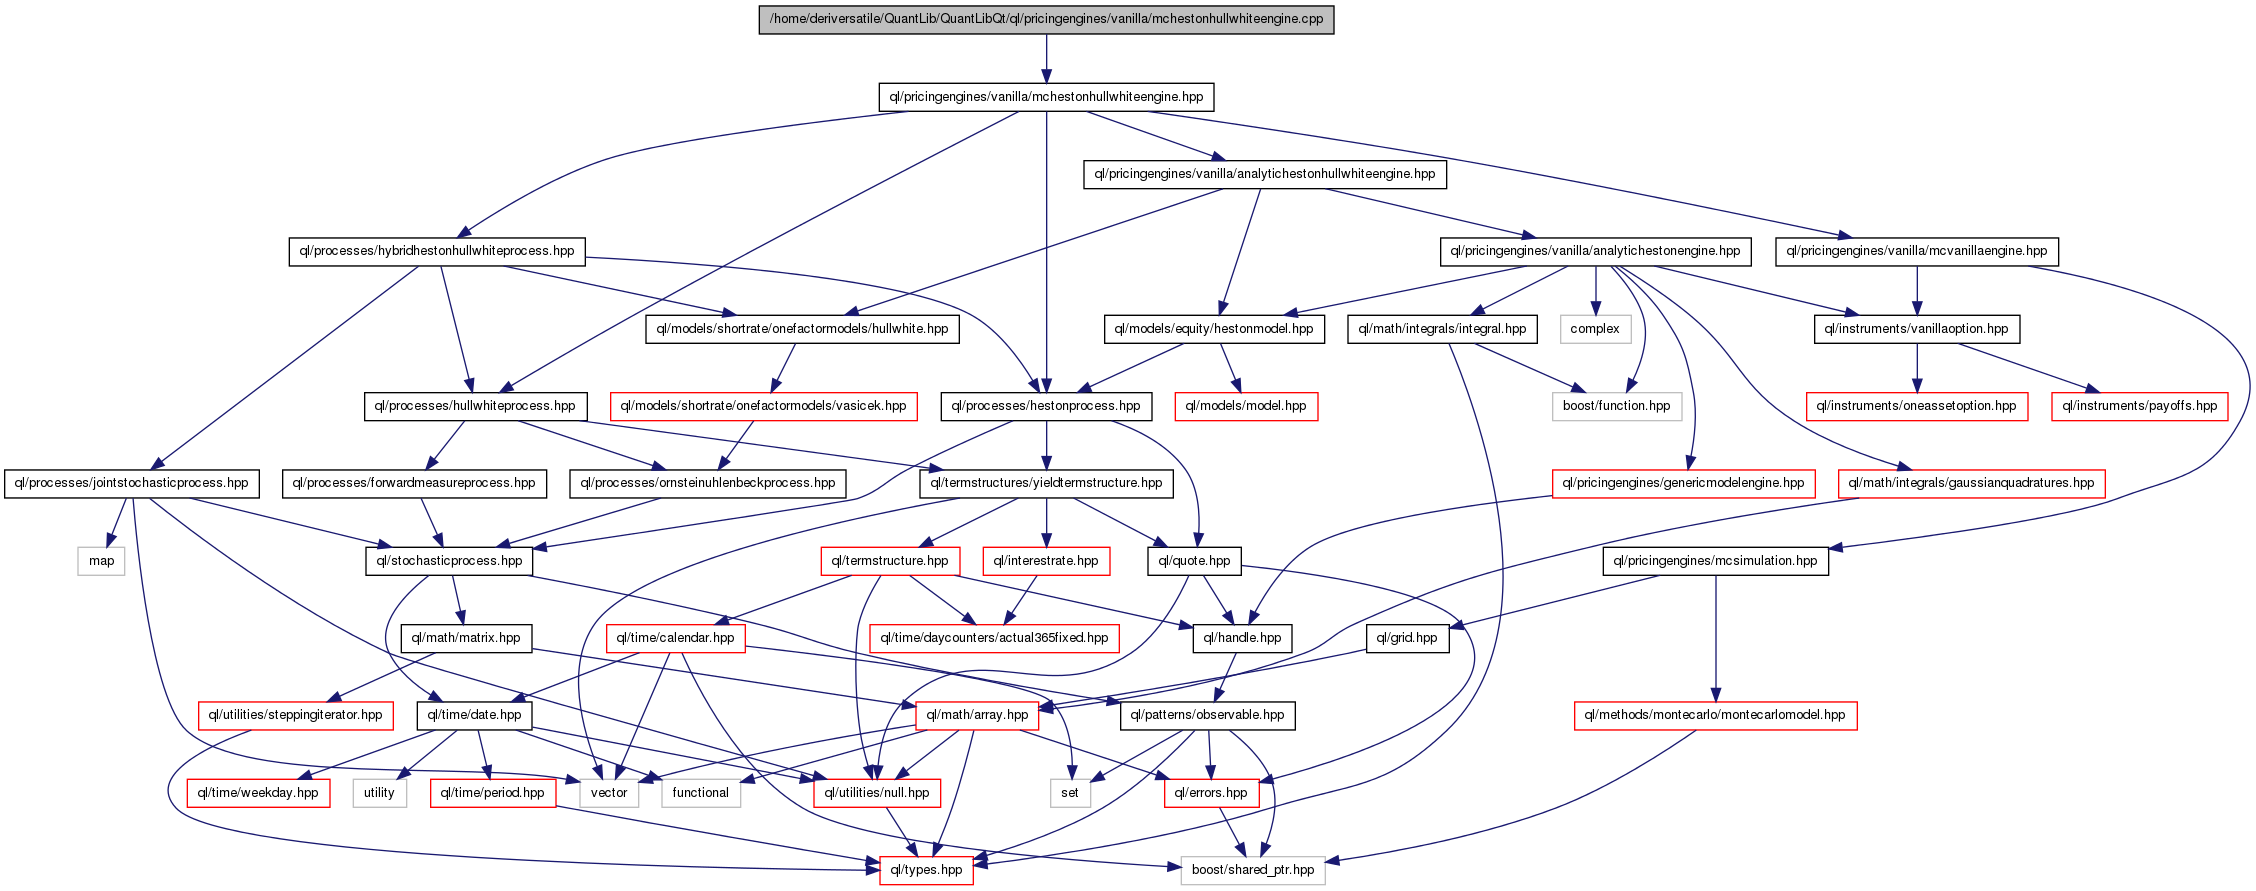 /home/deriversatile/QuantLib/QuantLibQt/ql/pricingengines/vanilla/mchestonhullwhiteengine.cpp
ql/pricingengines/vanilla/mchestonhullwhiteengine.hpp
ql/pricingengines/vanilla/analytichestonhullwhiteengine.hpp
ql/processes/hybridhestonhullwhiteprocess.hpp
ql/pricingengines/vanilla/analytichestonengine.hpp
ql/pricingengines/vanilla/mcvanillaengine.hpp
ql/models/shortrate/onefactormodels/hullwhite.hpp
ql/models/equity/hestonmodel.hpp
ql/math/integrals/integral.hpp
complex
ql/instruments/vanillaoption.hpp
ql/processes/hullwhiteprocess.hpp
ql/models/shortrate/onefactormodels/vasicek.hpp
ql/processes/hestonprocess.hpp
ql/models/model.hpp
boost/function.hpp
ql/instruments/oneassetoption.hpp
ql/instruments/payoffs.hpp
ql/processes/jointstochasticprocess.hpp
ql/processes/forwardmeasureprocess.hpp
ql/processes/ornsteinuhlenbeckprocess.hpp
ql/termstructures/yieldtermstructure.hpp
ql/pricingengines/genericmodelengine.hpp
ql/math/integrals/gaussianquadratures.hpp
map
ql/stochasticprocess.hpp
ql/termstructure.hpp
ql/interestrate.hpp
ql/quote.hpp
ql/pricingengines/mcsimulation.hpp
ql/math/matrix.hpp
ql/time/calendar.hpp
ql/time/daycounters/actual365fixed.hpp
ql/handle.hpp
ql/grid.hpp
ql/utilities/steppingiterator.hpp
ql/time/date.hpp
ql/math/array.hpp
ql/patterns/observable.hpp
ql/methods/montecarlo/montecarlomodel.hpp
ql/time/weekday.hpp
utility
ql/time/period.hpp
vector
functional
ql/utilities/null.hpp
set
ql/errors.hpp
ql/types.hpp
boost/shared_ptr.hpp